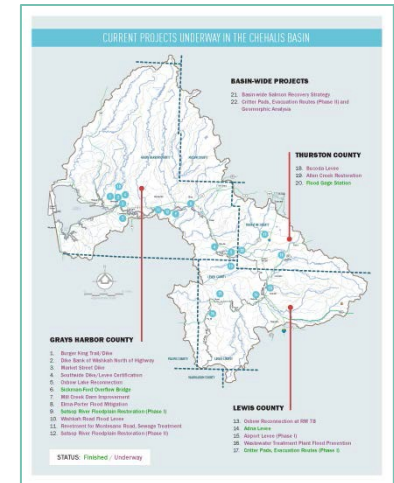 CURRENT PROJECTS UNDERWAY IN THE CHEHALIS BASIN
BASIN-WIDE PROJECTS
21. Basinwide Salmon Recovery Strategy
22. Critter Pads, Evacuation Routes (Phase II) and
Geomorphic Analysis
THURSTON COUNTY
18. Bucoda Levee
19. Allen Creek Restoration
20. Flood Gage Station
GRAYS HARBOR COUNTY
1. Burger King Trail/Dike
2. Dike Bank of Wishkah North of Highway
3. Market Street Dike
4. Southside Dike/Levee Certification
5. Oxbow Lake Reconnection
6. Sickman-Ford Overflow Bridge
7. Mill Creek Dam Improvement
8. Elma-Porter Flood Mitigation
9. Satsop River Floodplain Restoration (Phase I)
10. Wishkah Road Flood Levee
11. Revetment for Montesano Road, Sewage Treatment
12. Satsop River Floodplain Restoration (Phase II)
LEWIS COUNTY
13. Oxbow Reconnection at RM 78
14. Adna Levee
15. Airport Levee (Phase I)
16. Wastewater Treatment Plant Flood Prevention
17. Critter Pads, Evacuation Routes (Phase I)
STATUS: Finished / Underway